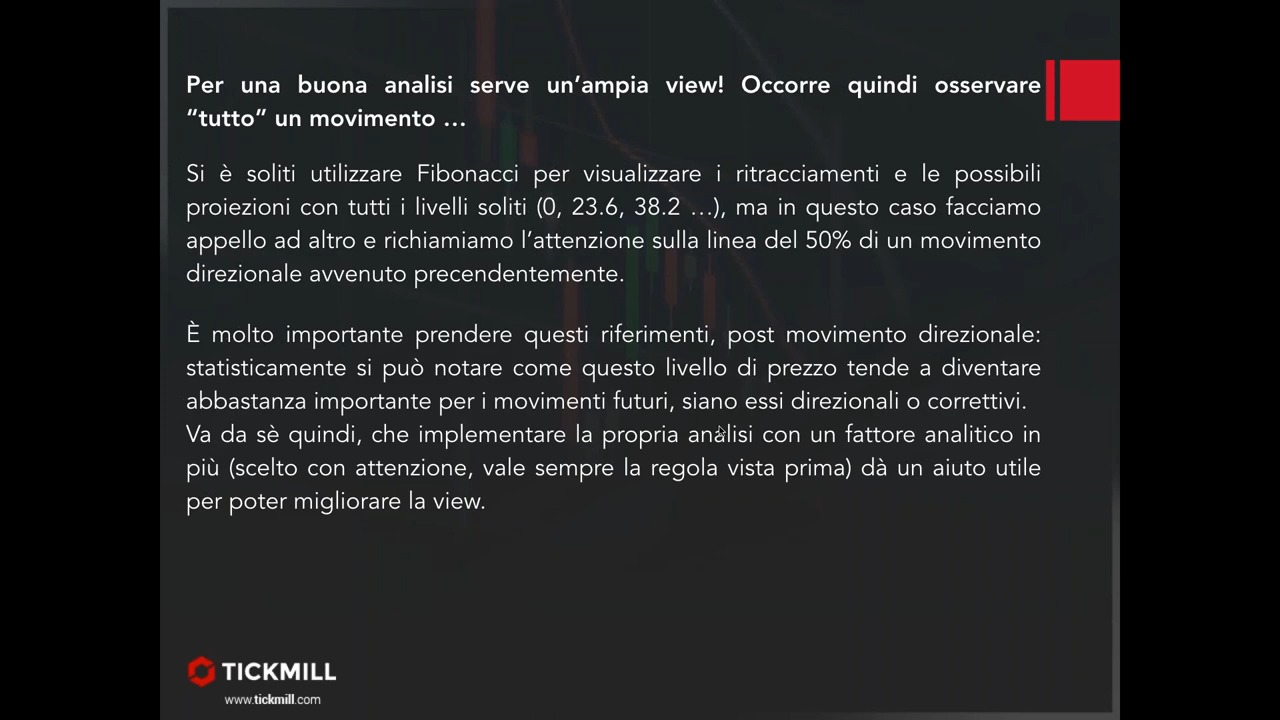 Per una buona analisi serve un’ampia view! Occorre quindi osservare
“tutto” un movimento …
Si è soliti utilizzare Fibonacci per visualizzare i ritracciamenti e le possibili
proiezioni con tutti i livelli soliti (0, 23.6, 38.2 …), ma in questo caso facciamo
appello ad altro e richiamiamo l’attenzione sulla linea del 50% di un movimento
direzionale avvenuto precendentemente.
È molto importante prendere questi riferimenti, post movimento direzionale:
statisticamente si può notare come questo livello di prezzo tende a diventare
abbastanza importante per i movimenti futuri, siano essi direzionali o correttivi.
Va da sè quindi, che implementare la propria analisi con un fattore analitico in
più (scelto con attenzione, vale sempre la regola vista prima) dà un aiuto utile
per poter migliorare la view.
TICKMILL
www.tickmill.com